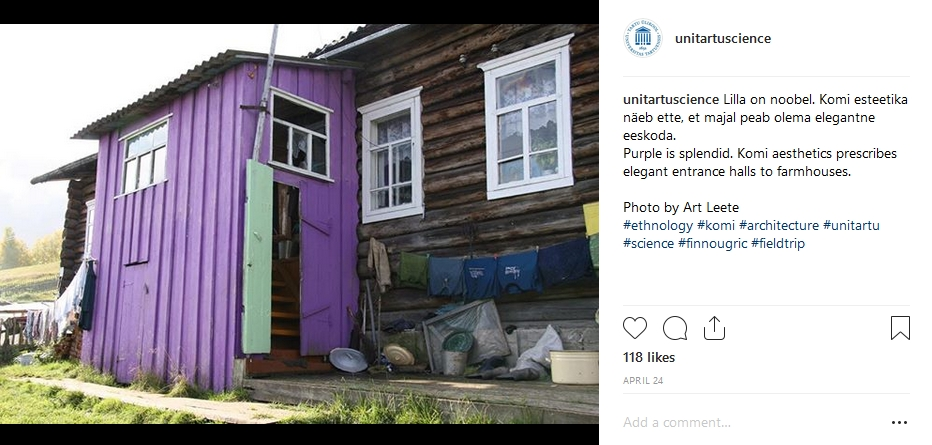 unitartuscience
unitartuscience Lilla on noobel. Komi esteetika
näeb ette, et majal peab olema elegantne
eeskoda.
Purple is splendid. Komi aesthetics prescribes
elegant entrance halls to farmhouses.
Photo by Art Leete
#ethnology #komi #architecture #unitartu
#science #finnougric #fieldtrip
118 likes
APRIL 24
Add a comment...